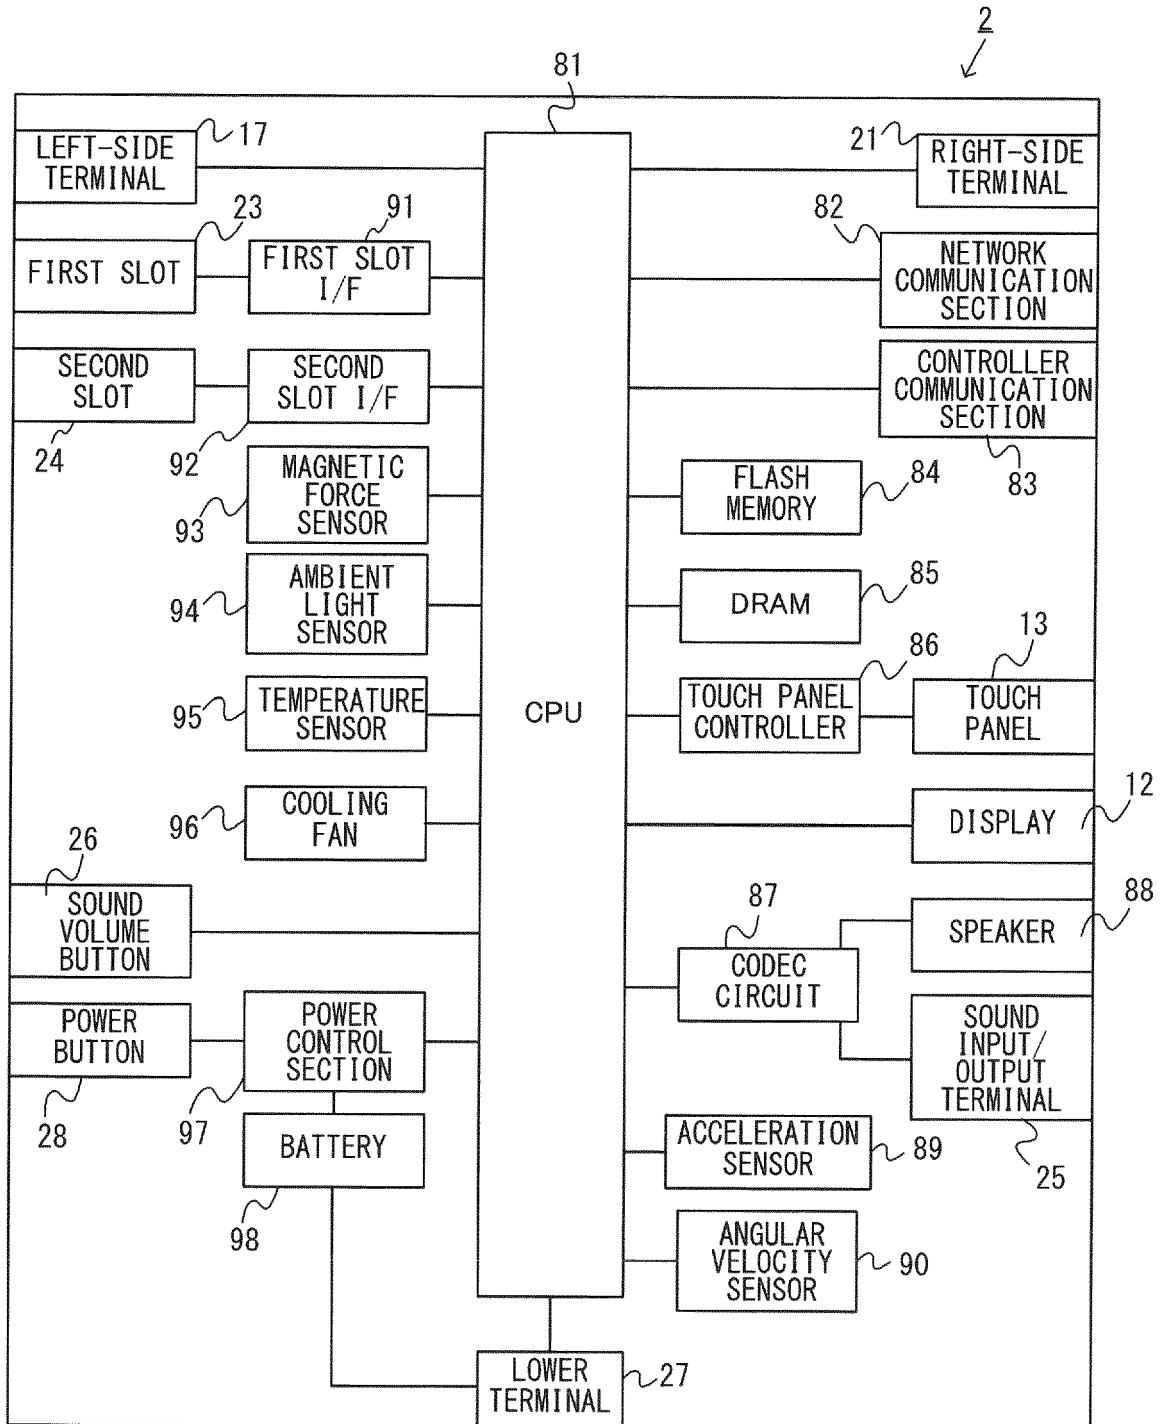 2
81
17
LEFT-SIDE
TERMINAL
21
RIGHT-SIDE
TERMINAL
23
FIRST SLOT
91
FIRST SLOT
I/F
82
NETWORK
COMMUNICATION
SECTION
SECOND
SLOT
24
SECOND
SLOT I/F
92
CONTROLLER
COMMUNICATION
SECTION
83
MAGNETIC
FORCE
SENSOR
93
FLASH
MEMORY
84
AMBIENT
LIGHT
SENSOR
94
DRAM
85
TEMPERATURE
SENSOR
95
CPU
86
TOUCH PANEL
CONTROLLER
13
TOUCH
PANEL
COOLING
FAN
96
DISPLAY
12
26
SOUND
VOLUME
BUTTON
87
CODEC
CIRCUIT
SPEAKER
88
POWER
BUTTON
28
POWER
CONTROL
SECTION
97
SOUND
INPUT/
OUTPUT
TERMINAL
25
BATTERY
98
ACCELERATION
SENSOR
89
ANGULAR
VELOCITY
SENSOR
90
LOWER
TERMINAL
27